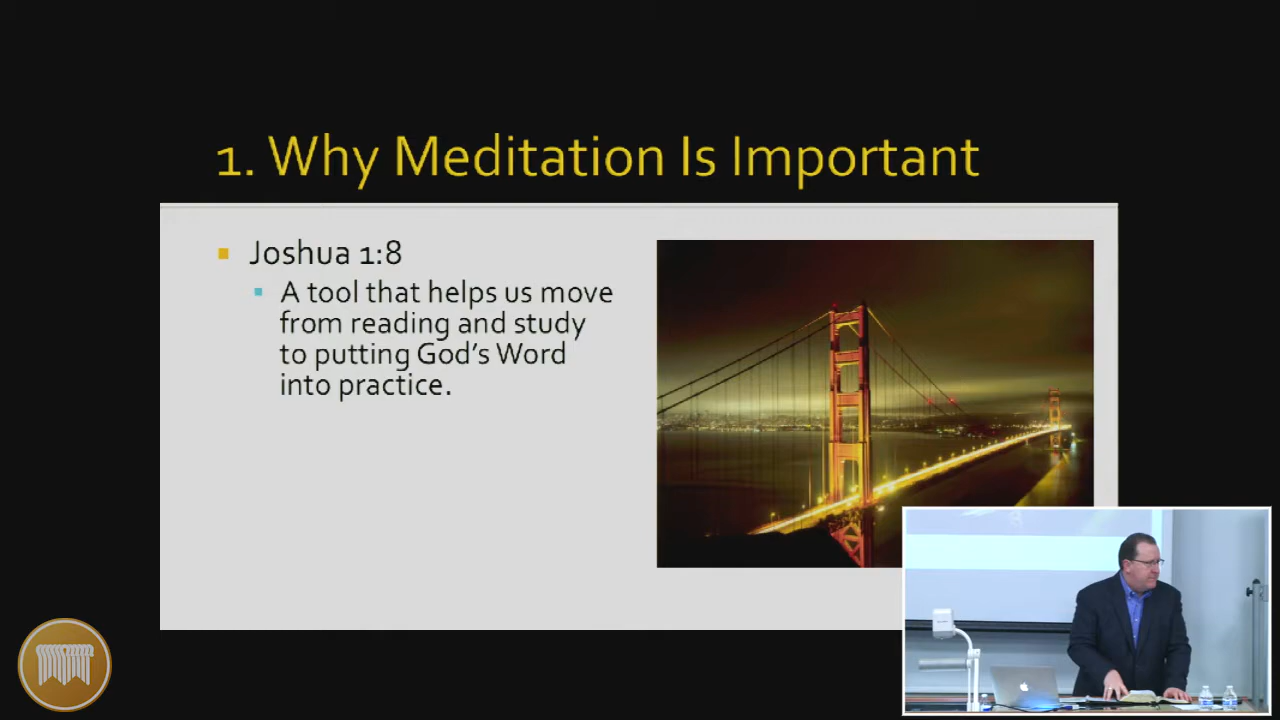 1. Why Meditation Is Important
Joshua 1:8
A tool that helps us move
from reading and study
to putting God's Word
into practice.